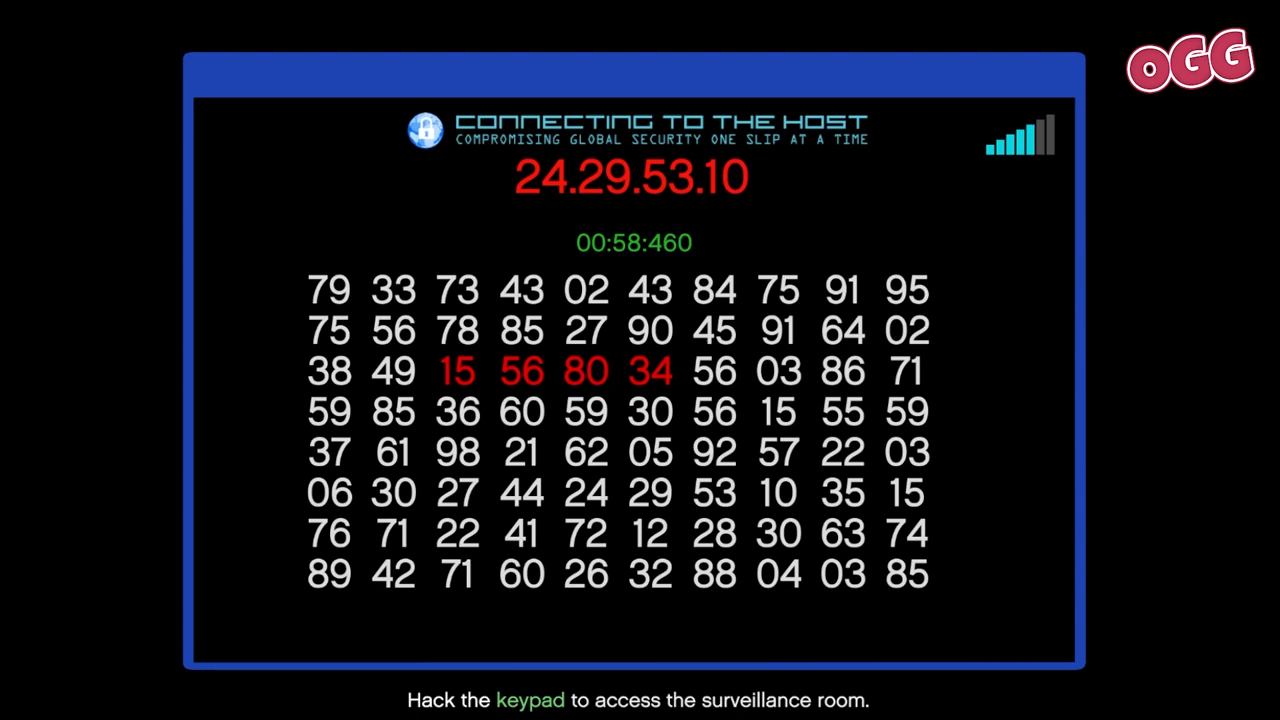 OGG
CONNECTING TO THE HOST
COMPROMISING GLOBAL SECURITY ONE SLIP AT A TIME
24.29.53.10
00:58:460
79 33 73 43 02 43 84 75 91 95
75 56 78 85 27 90 45 91 64 02
38 49 15 56 80 34 56 03 86 71
59 85 36 60 59 30 56 15 55 59
37 61 98 21 62 05 92 57 22 03
06 30 27 44 24 29 53 10 35 15
76 71 22 41 72 12 28 30 63 74
89 42 71 60 26 32 88 04 03 85
Hack the keypad to access the surveillance room.